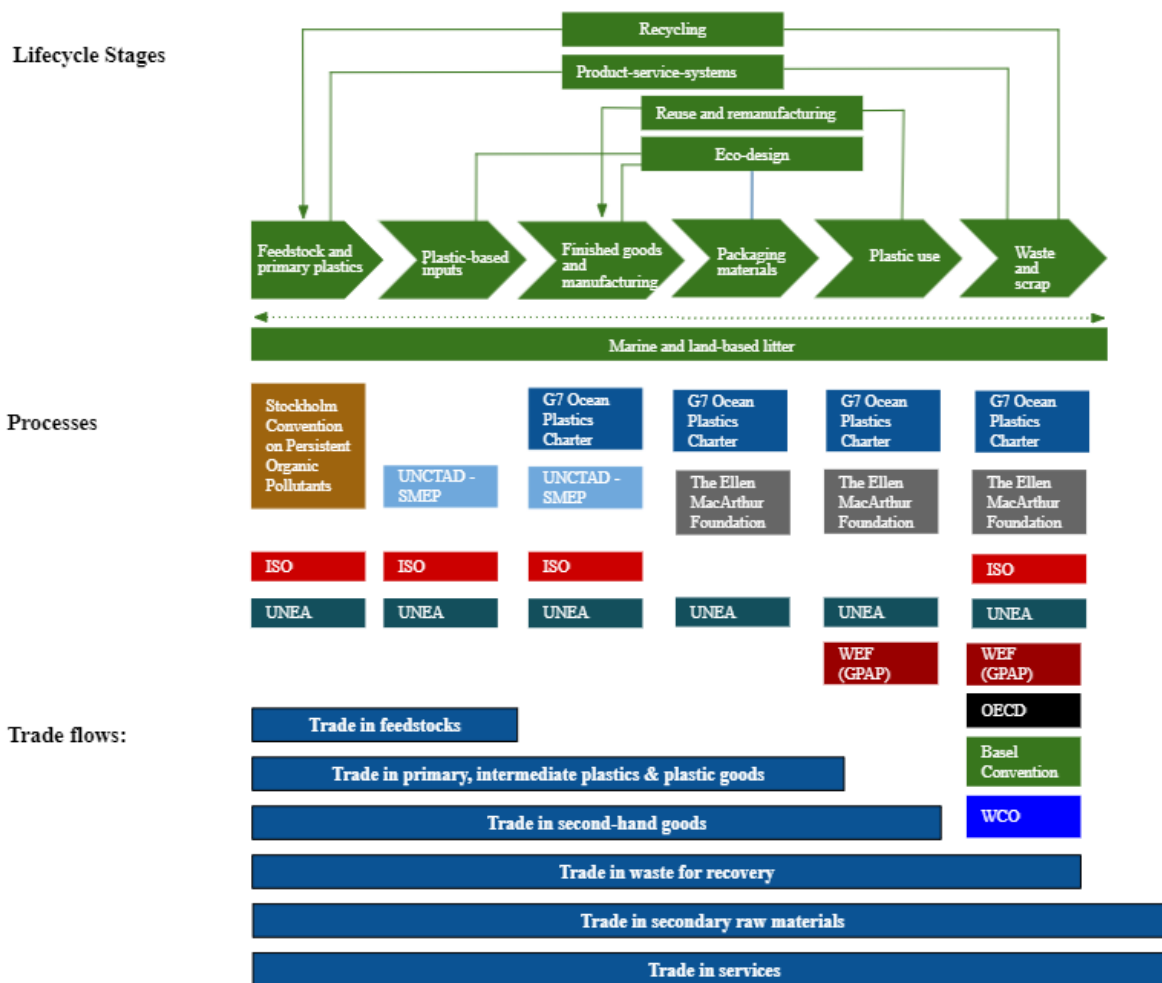 Lifecycle Stages
Recycling
Product-service-systems
Reuse and remanufacturing
Eco-design
Feedstock and
primary plastics
Plastic-based
inputs
Finished goods
and
manufacturing
Packaging
materials
Plastic use
Waste
and
scrap
Marine and land-based litter
Processes
Stockholm
Convention
on Persistent
Organic
Pollutants
G7 Ocean
Plastics
Charter
G7 Ocean
Plastics
Charter
G7 Ocean
Plastics
Charter
G7 Ocean
Plastics
Charter
UNCTAD -
SMEP
UNCTAD -
SMEP
The Ellen
MacArthur
Foundation
The Ellen
MacArthur
Foundation
The Ellen
MacArthur
Foundation
ISO
ISO
ISO
ISO
UNEA
UNEA
UNEA
UNEA
UNEA
UNEA
WEF
(GPAP)
WEF
(GPAP)
OECD
Basel
Convention
WCO
Trade flows:
Trade in feedstocks
Trade in primary, intermediate plastics & plastic goods
Trade in second-hand goods
Trade in waste for recovery
Trade in secondary raw materials
Trade in services